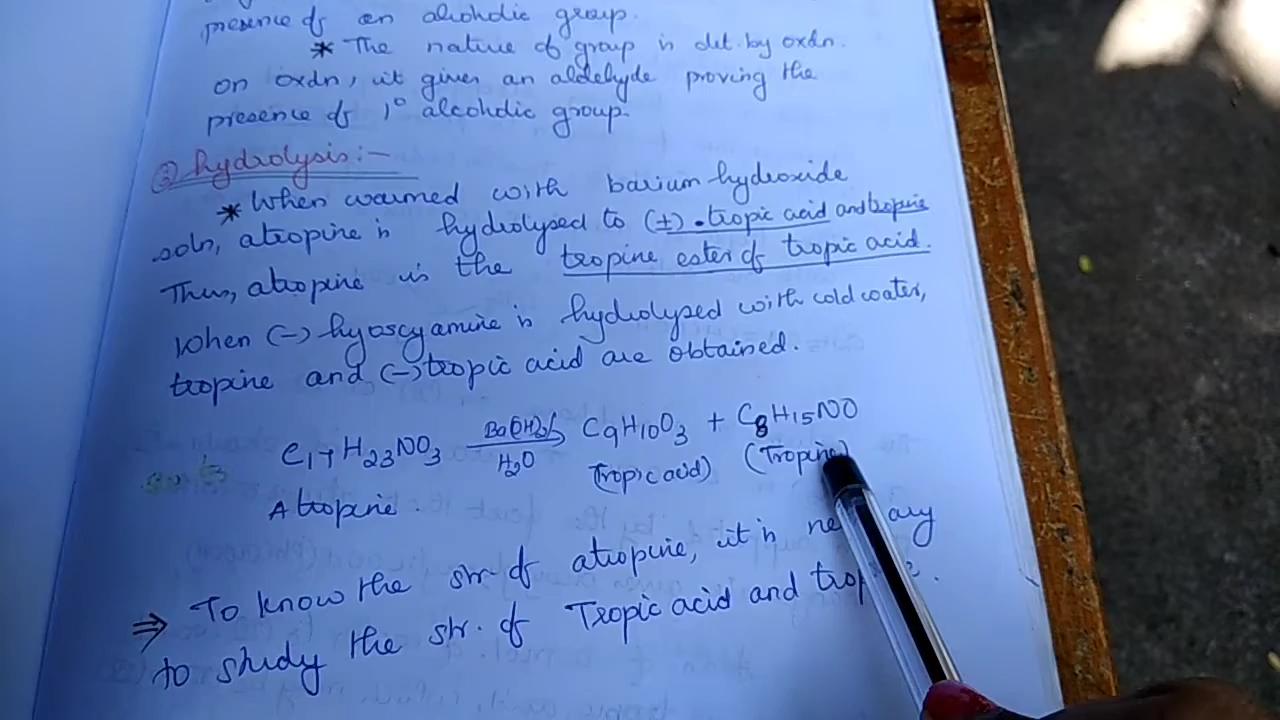 presence of an alcoholic group.
* The nature of group is det. by oxdn.
on oxdn, it gives an aldehyde proving the
presence of 1° alcoholic group.
② hydrolysis:-
* When warmed with barium hydroxide
soln, atropine is hydrolysed to (±).tropic acid and tropine
Thus, atropine is the tropine ester of tropic acid.
When (-) hyoscyamine is hydrolysed with cold water,
tropine and (-) tropic acid are obtained.
C17H23NO3 Ba(OH)2 H2O C9H10O3 + C8H15NO
Atropine. (Tropic acid) (Tropine)
⇒ To know the str. of atropine, it is ne ary
to study the str. of Tropic acid and trop e.